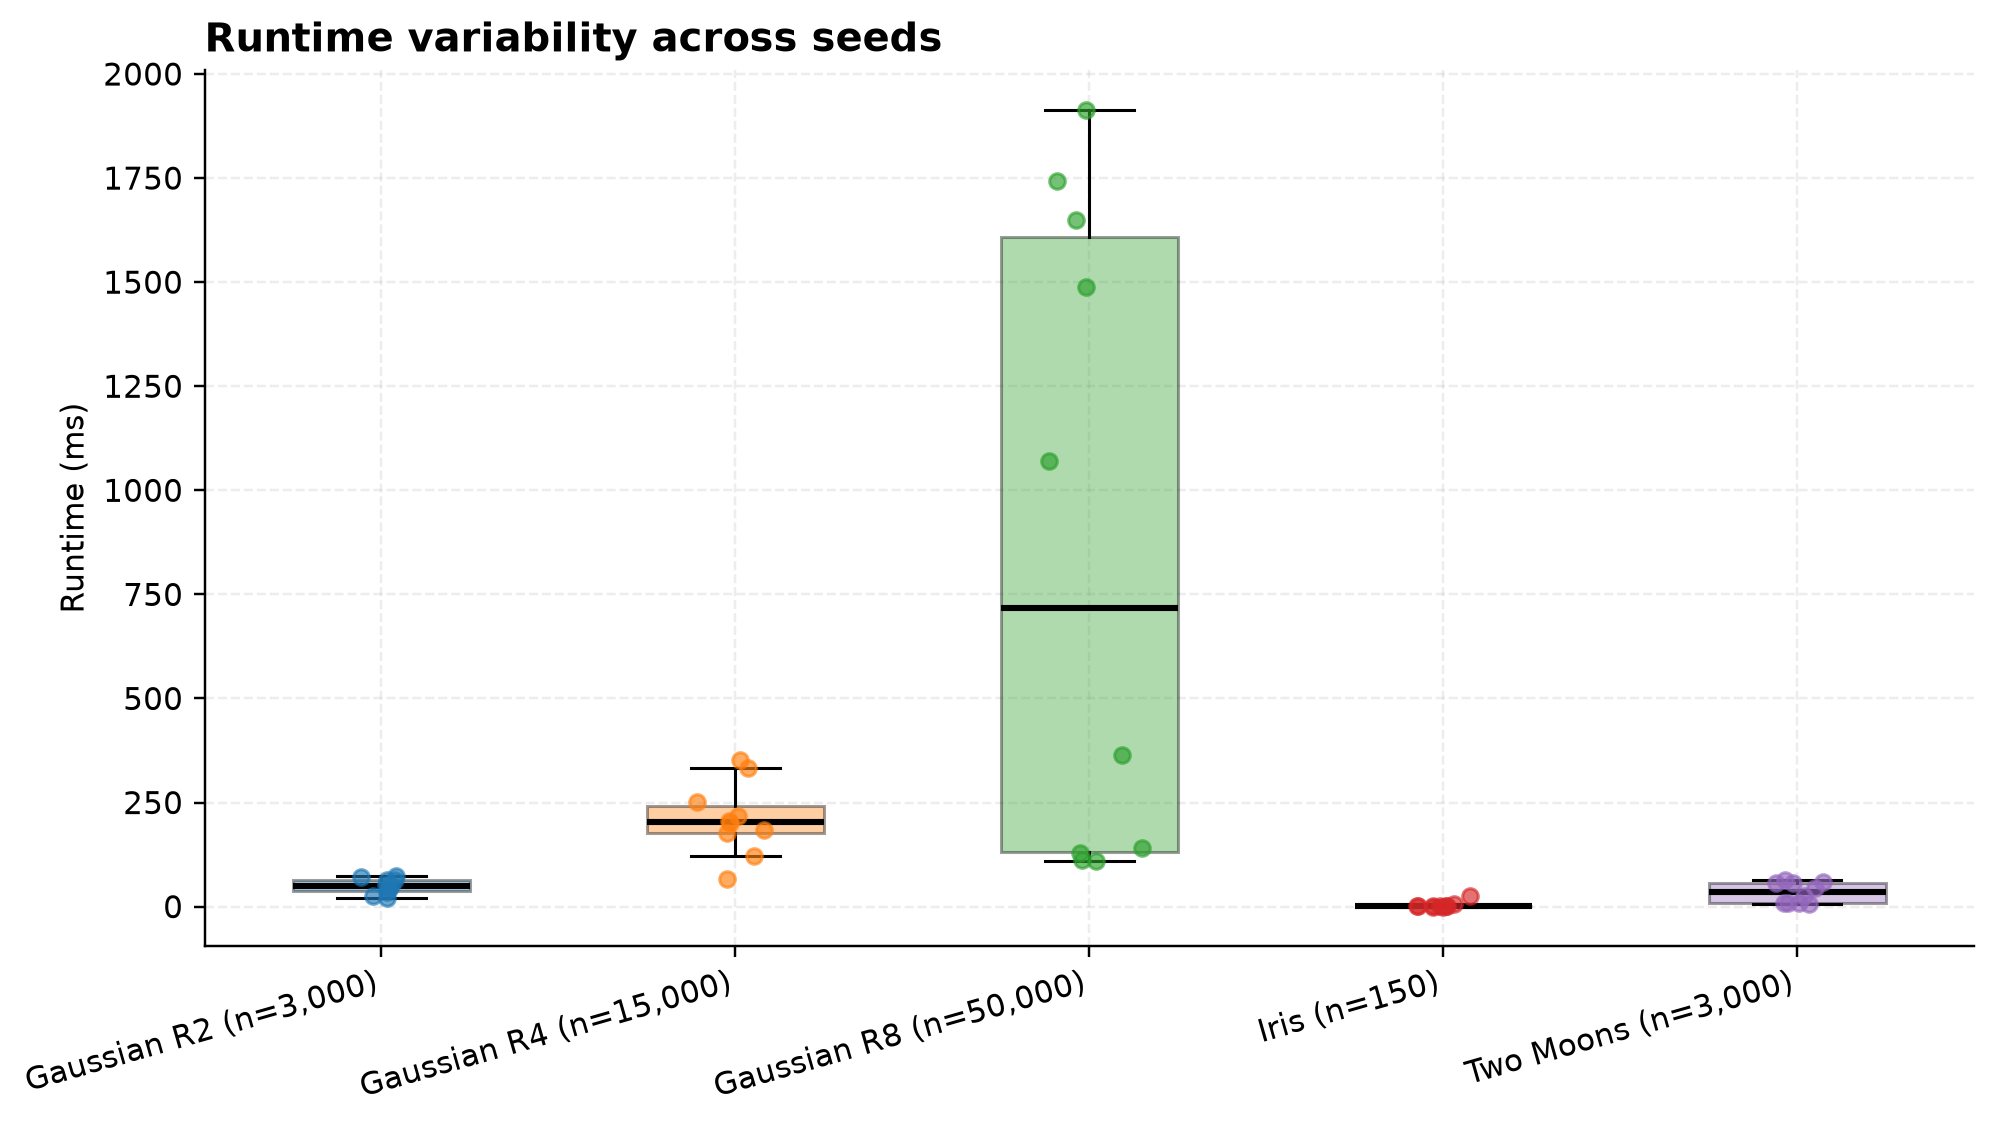 Runtime variability across seeds
2000
1750
1500
1250
1000
750
500
250
0
Runtime (ms)
Gaussian R2 (n=3,000)
Gaussian R4 (n=15,000)
Gaussian R8 (n=50,000)
Iris (n=150)
Two Moons (n=3,000)